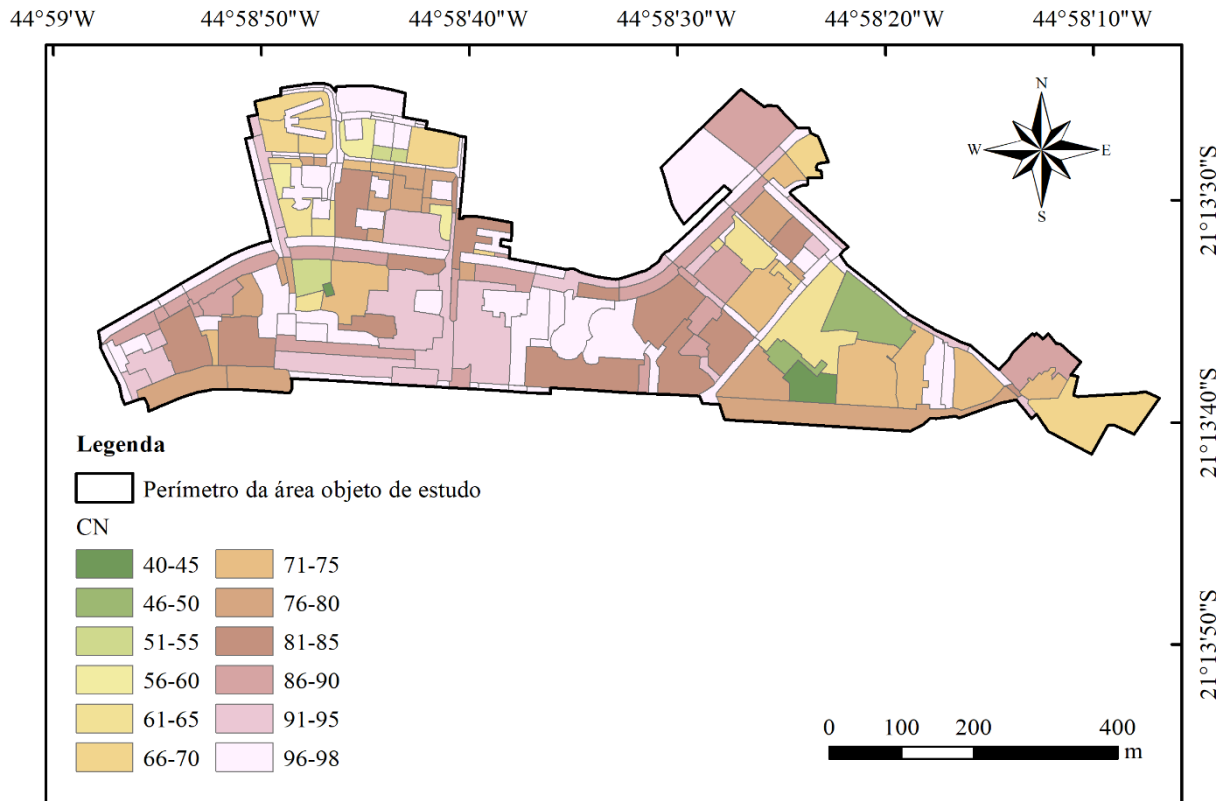 44°59'W 44°58'50"W 44°58'40"W 44°58'30"W 44°58'20"W 44°58'10"W
N
W E
S
21°13'30"S
21°13'40"S
21°13'50"S
Legenda
Perímetro da área objeto de estudo
CN
40-45 71-75
46-50 76-80
51-55 81-85
56-60 86-90
61-65 91-95
66-70 96-98
0 100 200 400
m